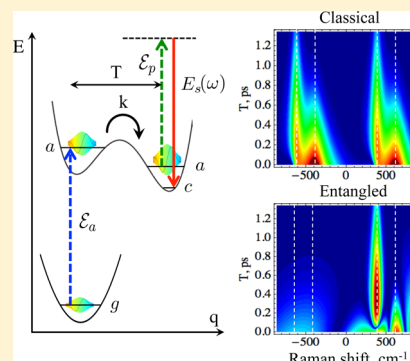 E
T
ℰₚ
Eₛ(ω)
k
a
a
c
ℰₐ
g
q
Classical
T, ps
1.2
1.0
0.8
0.6
0.4
0.2
0.0
−500 0 500
Entangled
T, ps
1.2
1.0
0.8
0.6
0.4
0.2
0.0
−500 0 500
Raman shift, cm